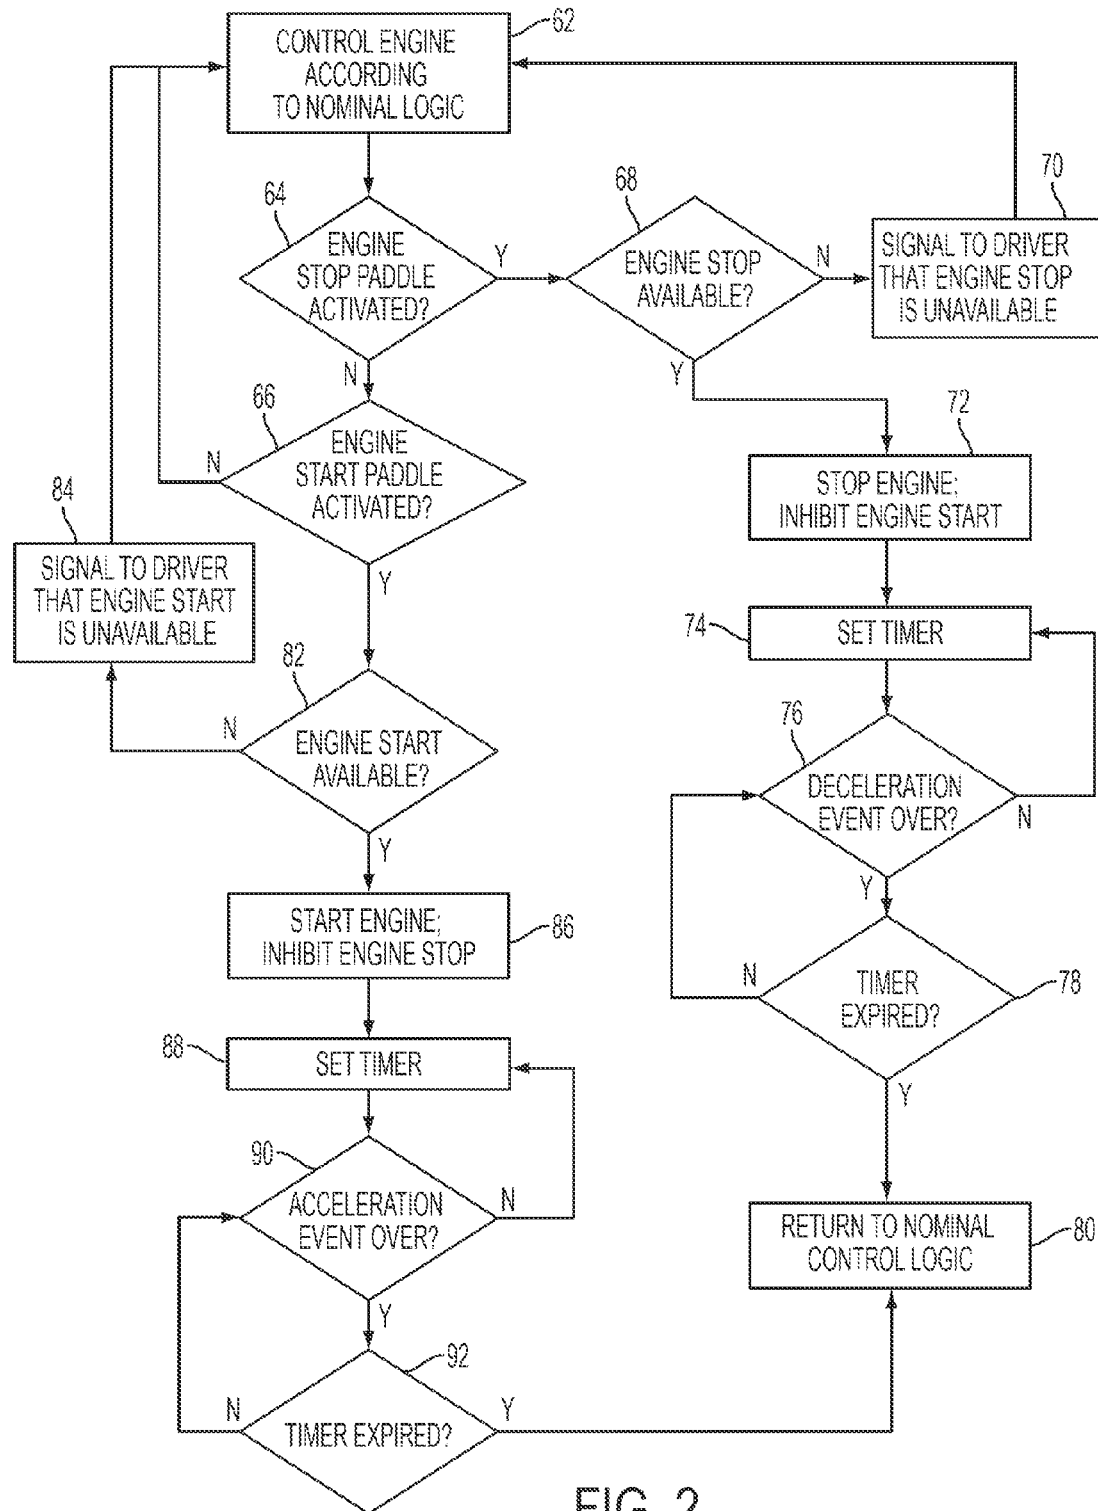 62
CONTROL ENGINE
ACCORDING
TO NOMINAL LOGIC
64
ENGINE
STOP PADDLE
ACTIVATED?
Y
N
68
ENGINE STOP
AVAILABLE?
N
Y
70
SIGNAL TO DRIVER
THAT ENGINE STOP
IS UNAVAILABLE
66
ENGINE
START PADDLE
ACTIVATED?
N
Y
72
STOP ENGINE;
INHIBIT ENGINE START
84
SIGNAL TO DRIVER
THAT ENGINE START
IS UNAVAILABLE
74
SET TIMER
82
ENGINE START
AVAILABLE?
N
Y
76
DECELERATION
EVENT OVER?
N
Y
86
START ENGINE;
INHIBIT ENGINE STOP
78
TIMER
EXPIRED?
N
Y
88
SET TIMER
90
ACCELERATION
EVENT OVER?
N
Y
80
RETURN TO NOMINAL
CONTROL LOGIC
92
TIMER EXPIRED?
N
Y
FIG. 2